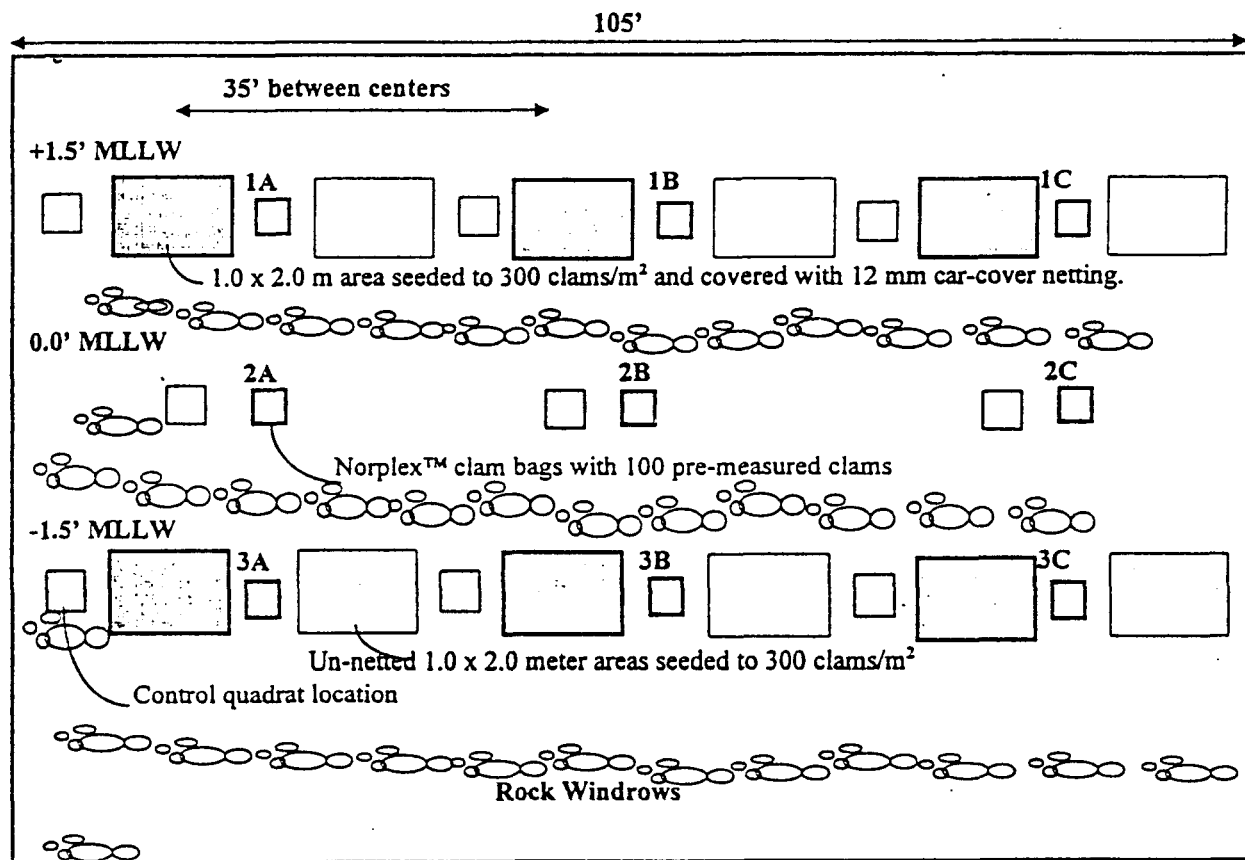 105'
35' between centers
+1.5' MLLW
1A 1B 1C
1.0 x 2.0 m area seeded to 300 clams/m² and covered with 12 mm car-cover netting.
0.0' MLLW
2A 2B 2C
Norplex™ clam bags with 100 pre-measured clams
-1.5' MLLW
3A 3B 3C
Un-netted 1.0 x 2.0 meter areas seeded to 300 clams/m²
Control quadrat location
Rock Windrows